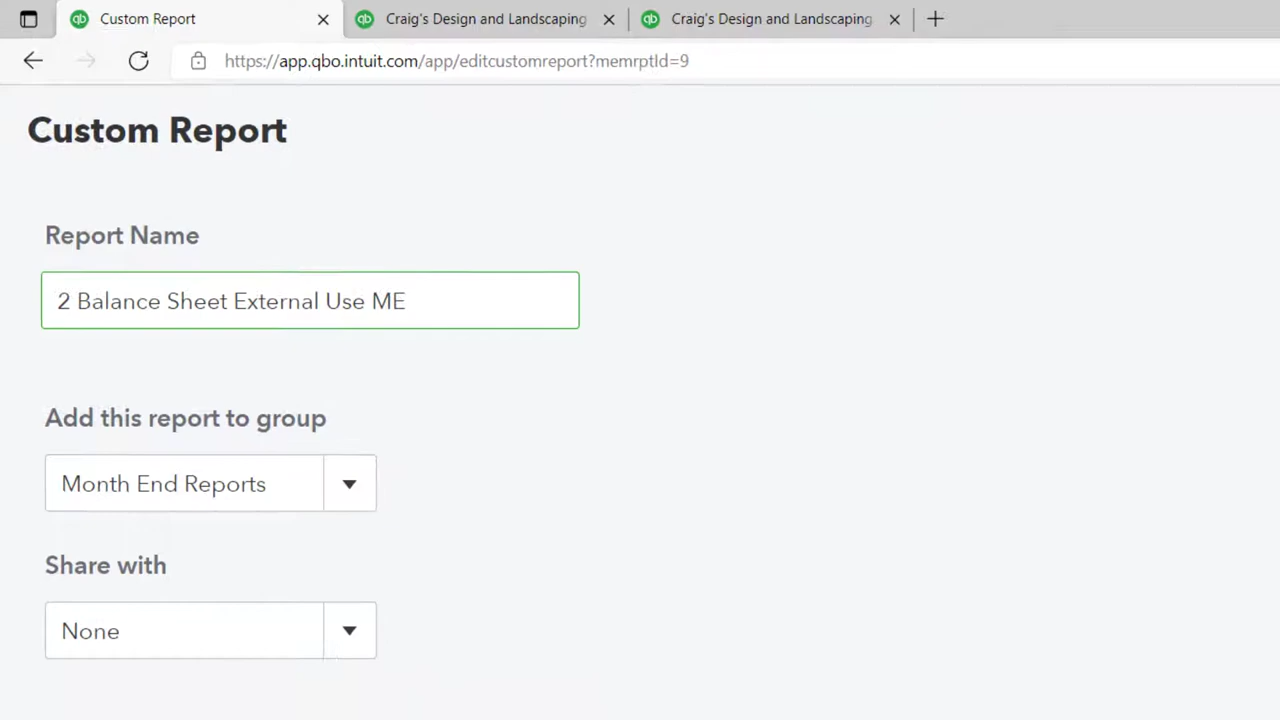 Custom Report
Craig's Design and Landscaping
Craig's Design and Landscaping
https://app.qbo.intuit.com/app/editcustomreport?memrptId=9
Custom Report
Report Name
2 Balance Sheet External Use ME
Add this report to group
Month End Reports
Share with
None